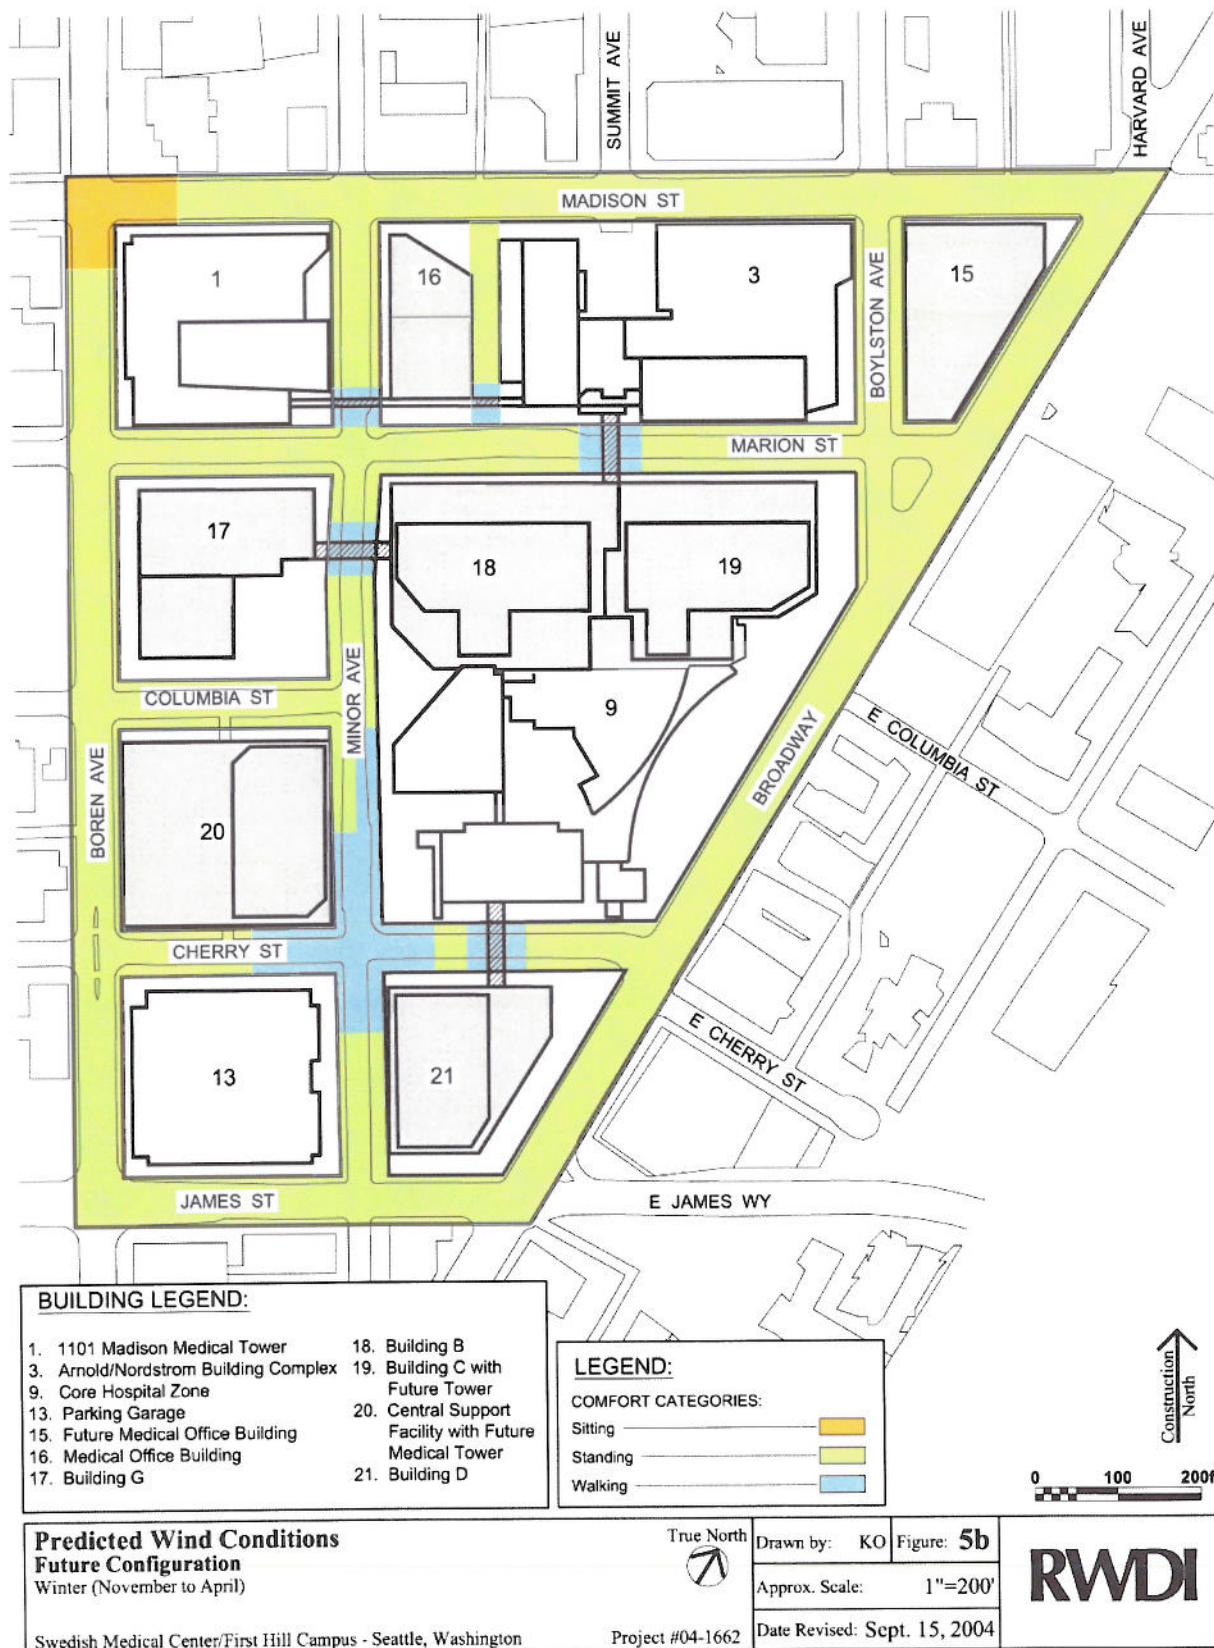 SUMMIT AVE
HARVARD AVE
MADISON ST
1
16
3
BOYLSTON AVE
15
MARION ST
17
18
19
MINOR AVE
COLUMBIA ST
9
BROADWAY
E COLUMBIA ST
BOREN AVE
20
CHERRY ST
E CHERRY ST
13
21
JAMES ST
E JAMES WY
BUILDING LEGEND:
1. 1101 Madison Medical Tower
3. Arnold/Nordstrom Building Complex
9. Core Hospital Zone
13. Parking Garage
15. Future Medical Office Building
16. Medical Office Building
17. Building G
18. Building B
19. Building C with
Future Tower
20. Central Support
Facility with Future
Medical Tower
21. Building D
LEGEND:
COMFORT CATEGORIES:
Sitting
Standing
Walking
Construction
North
0 100 200f
Predicted Wind Conditions
Future Configuration
Winter (November to April)
Swedish Medical Center/First Hill Campus - Seattle, Washington
True North
Project #04-1662
Drawn by: KO
Figure: 5b
Approx. Scale: 1"=200'
Date Revised: Sept. 15, 2004
RWDI